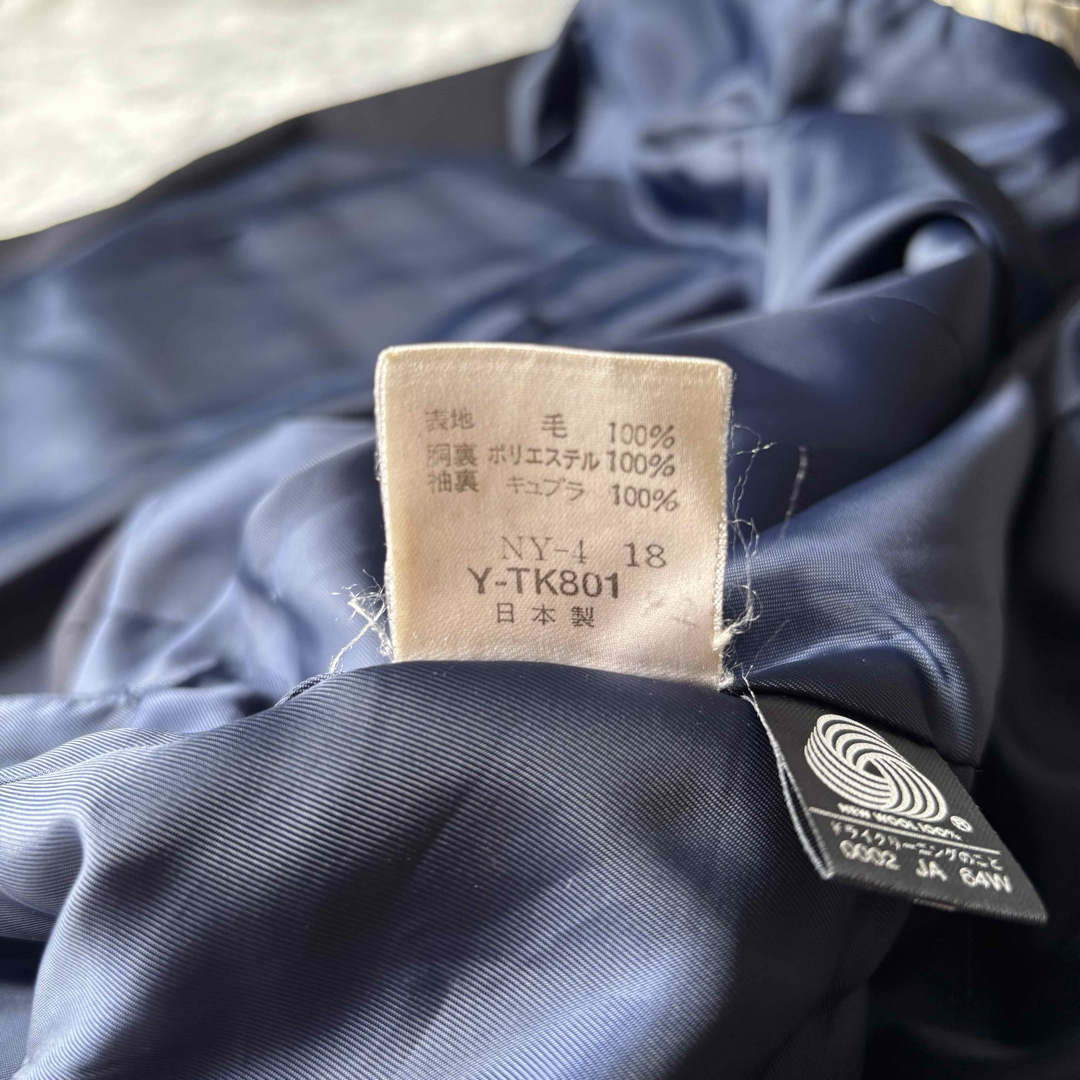 表地 毛 100%
胴裏 ポリエステル 100%
袖裏 キュプラ 100%
NY-4 18
Y-TK801
日本製
NEW WOOL 100%
®
ドライクリーニングのこと
0002 JA 64W